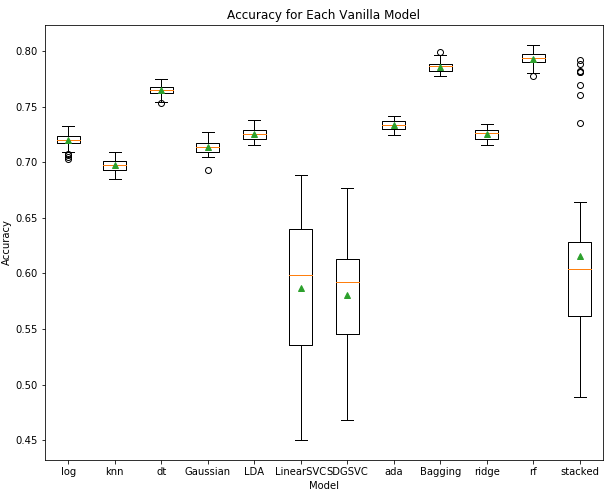 Accuracy for Each Vanilla Model
Accuracy
0.80
0.75
0.70
0.65
0.60
0.55
0.50
0.45
log knn dt Gaussian LDA LinearSVC SDGSVC ada Bagging ridge rf stacked
Model